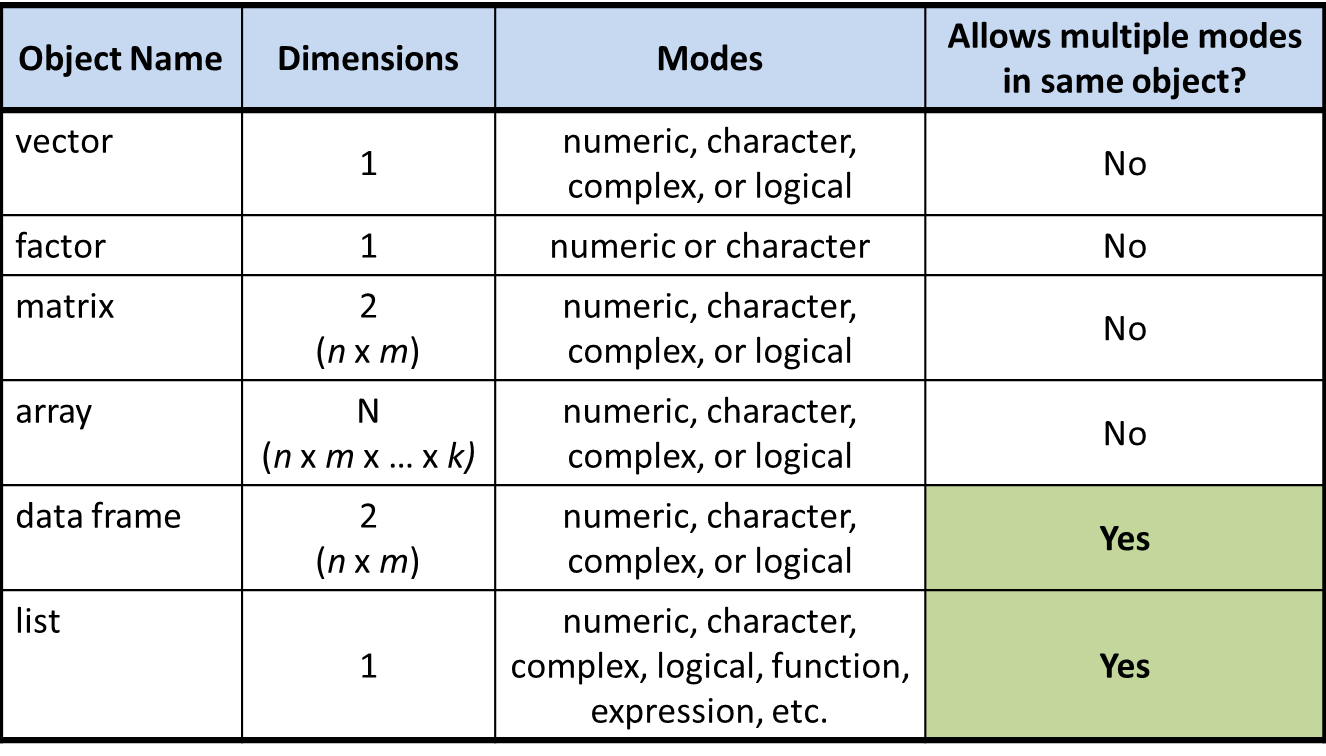 Object Name Dimensions Modes Allows multiple modes
in same object?
vector 1 numeric, character,
complex, or logical No
factor 1 numeric or character No
matrix 2
(n x m) numeric, character,
complex, or logical No
array N
(n x m x … x k) numeric, character,
complex, or logical No
data frame 2
(n x m) numeric, character,
complex, or logical Yes
list 1 numeric, character,
complex, logical, function,
expression, etc. Yes